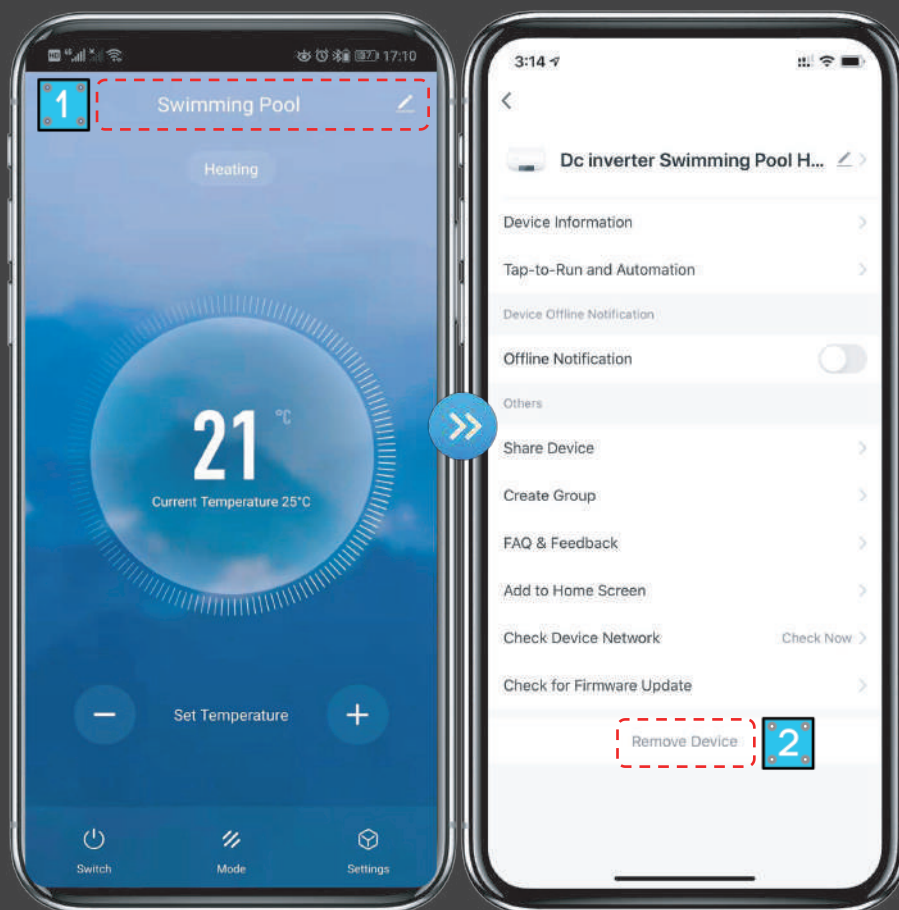 17:10
1
Swimming Pool
Heating
21 °C
Current Temperature 25°C
Set Temperature
Switch Mode Settings
3:14
Dc inverter Swimming Pool H...
Device Information
Tap-to-Run and Automation
Device Offline Notification
Offline Notification
Others
Share Device
Create Group
FAQ & Feedback
Add to Home Screen
Check Device Network Check Now
Check for Firmware Update
Remove Device 2